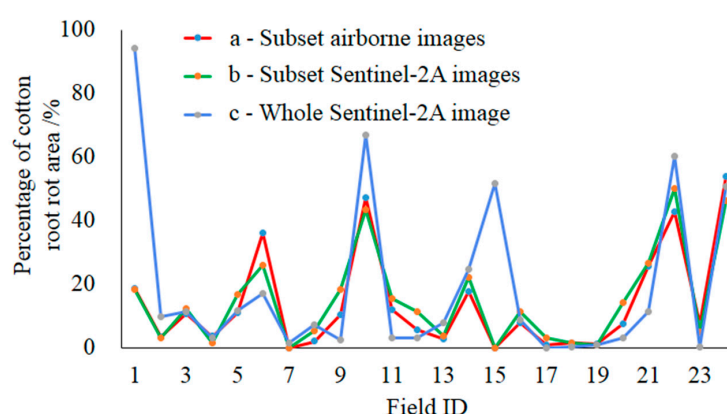 100
80
60
40
20
0
Percentage of cotton
root rot area /%
a - Subset airborne images
b - Subset Sentinel-2A images
c - Whole Sentinel-2A image
1 3 5 7 9 11 13 15 17 19 21 23
Field ID